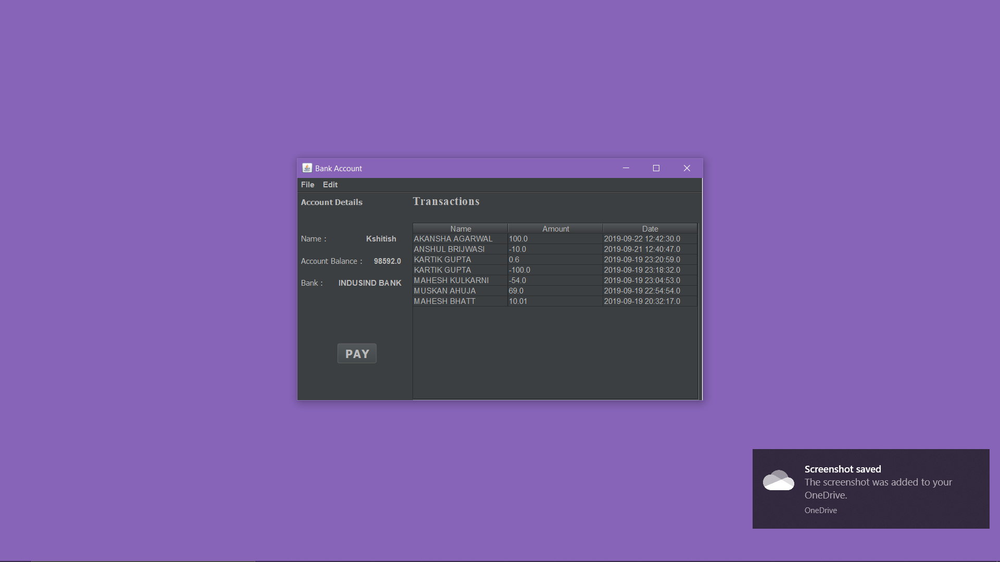 Bank Account
File Edit
Account Details
Name : Kshitish
Account Balance : 98592.0
Bank : INDUSIND BANK
PAY
Transactions
Name Amount Date
AKANSHA AGARWAL 100.0 2019-09-22 12:42:30.0
ANSHUL BRIJWASI -10.0 2019-09-21 12:40:47.0
KARTIK GUPTA 0.6 2019-09-19 23:20:59.0
KARTIK GUPTA -100.0 2019-09-19 23:18:32.0
MAHESH KULKARNI -54.0 2019-09-19 23:04:53.0
MUSKAN AHUJA 69.0 2019-09-19 22:54:54.0
MAHESH BHATT 10.01 2019-09-19 20:32:17.0
Screenshot saved
The screenshot was added to your
OneDrive.
OneDrive